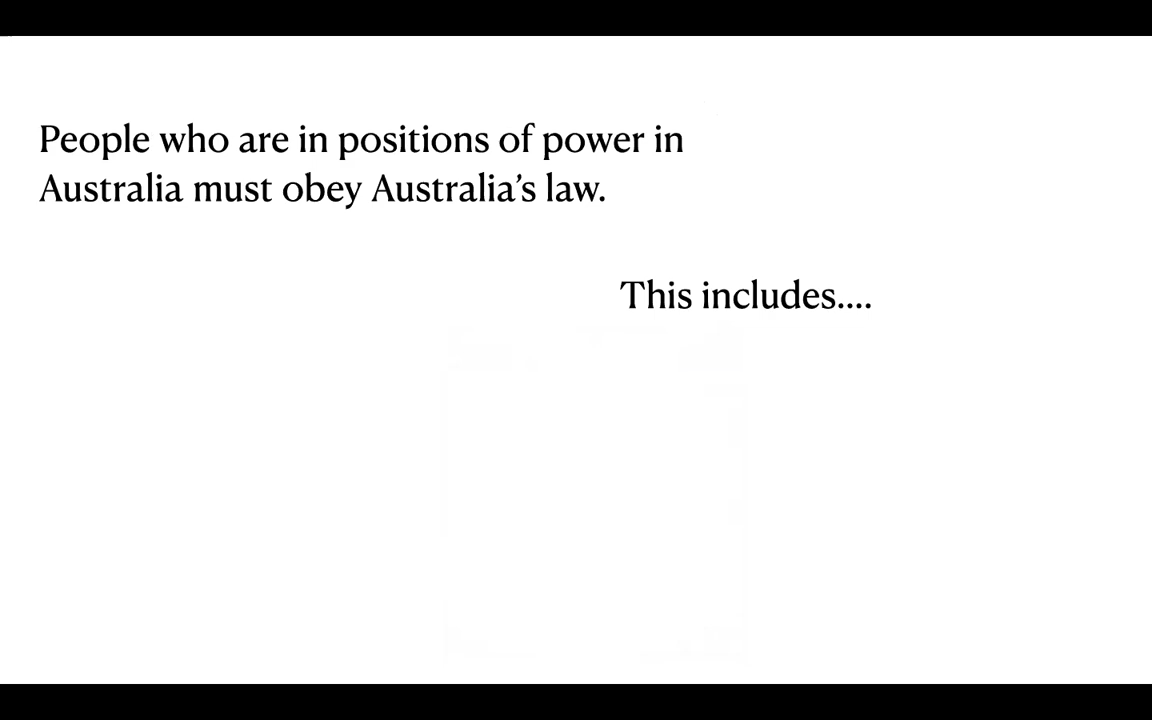 People who are in positions of power in
Australia must obey Australia’s law.
This includes....